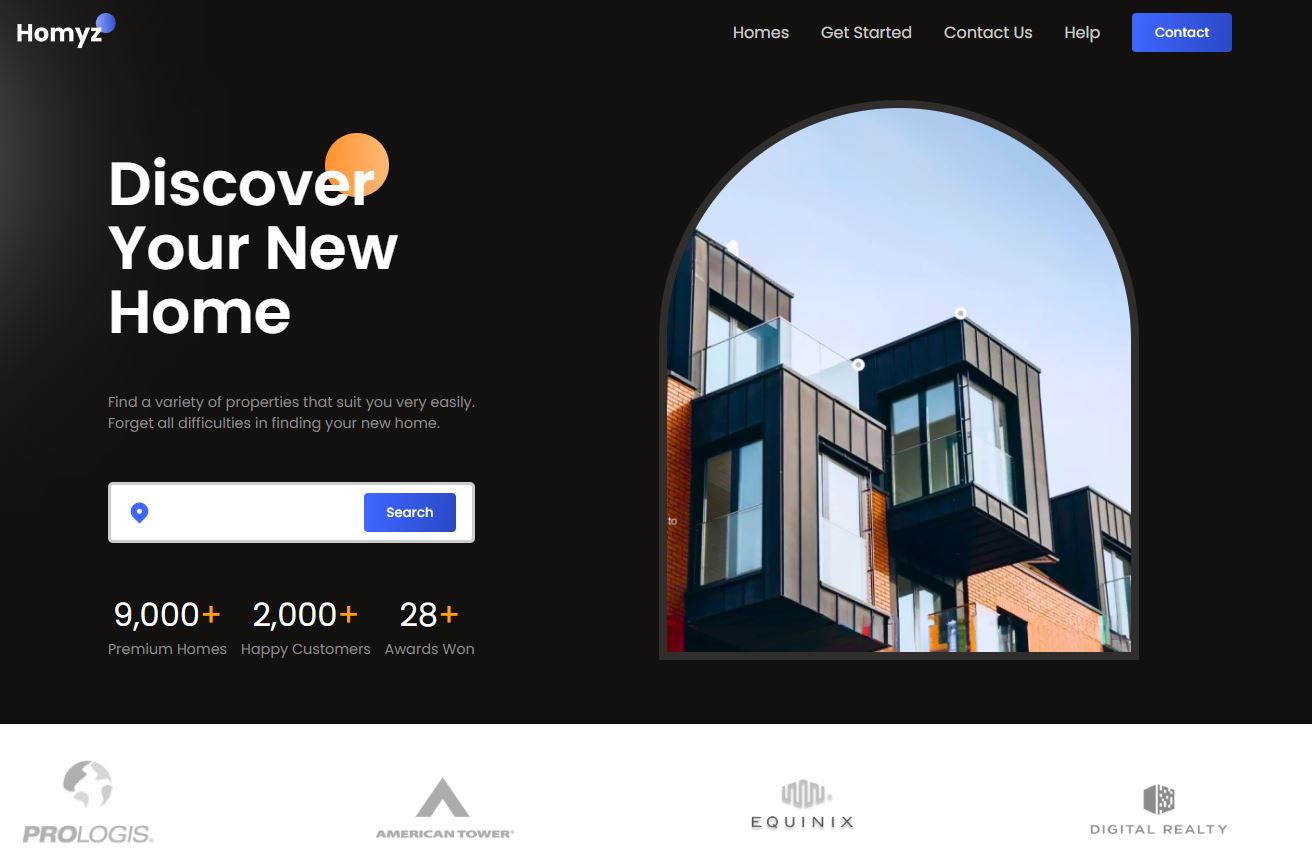 Homyz
Homes Get Started Contact Us Help Contact
Discover
Your New
Home
Find a variety of properties that suit you very easily.
Forget all difficulties in finding your new home.
Search
to
9,000+ 2,000+ 28+
Premium Homes Happy Customers Awards Won
PROLOGIS.
AMERICAN TOWER®
EQUINIX
DIGITAL REALTY